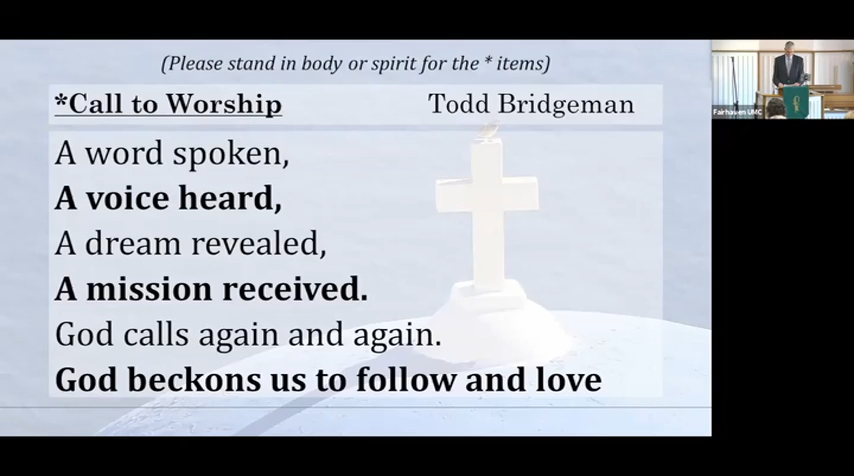 (Please stand in body or spirit for the * items)
*Call to Worship Todd Bridgeman
A word spoken,
A voice heard,
A dream revealed,
A mission received.
God calls again and again.
God beckons us to follow and love
Fairhaven UMC